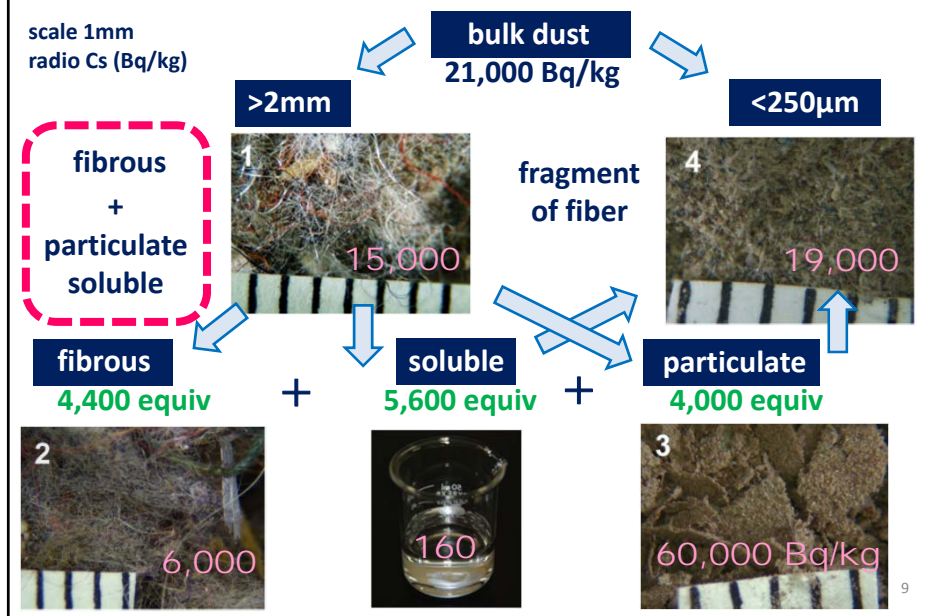 scale 1mm
radio Cs (Bq/kg)
bulk dust
21,000 Bq/kg
>2mm
<250μm
fibrous
+
particulate
soluble
1
15,000
fragment
of fiber
4
19,000
fibrous
4,400 equiv
+
soluble
5,600 equiv
+
particulate
4,000 equiv
2
6,000
160
3
60,000 Bq/kg
9